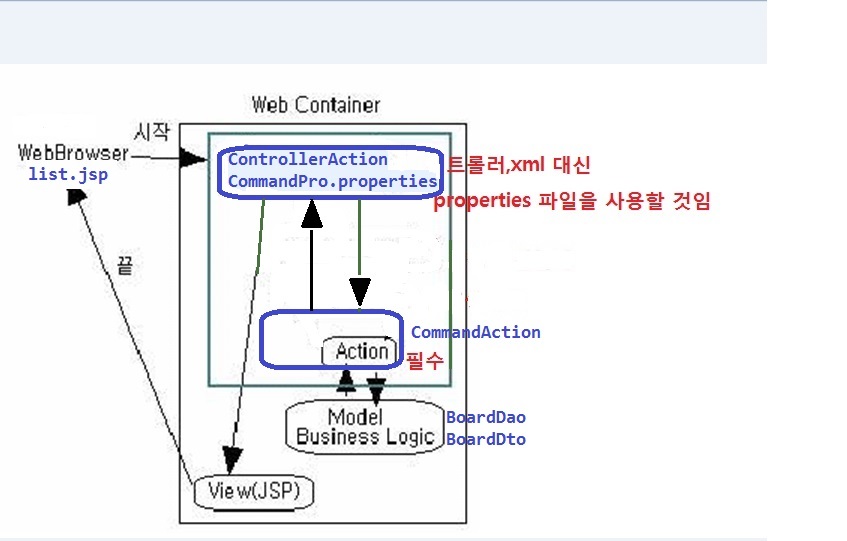 Web Container
시작
WebBrowser
list.jsp
ControllerAction
CommandPro.properties
트롤러,xml 대신
properties 파일을 사용할 것임
끝
CommandAction
Action
필수
Model
Business Logic
BoardDao
BoardDto
View(JSP)